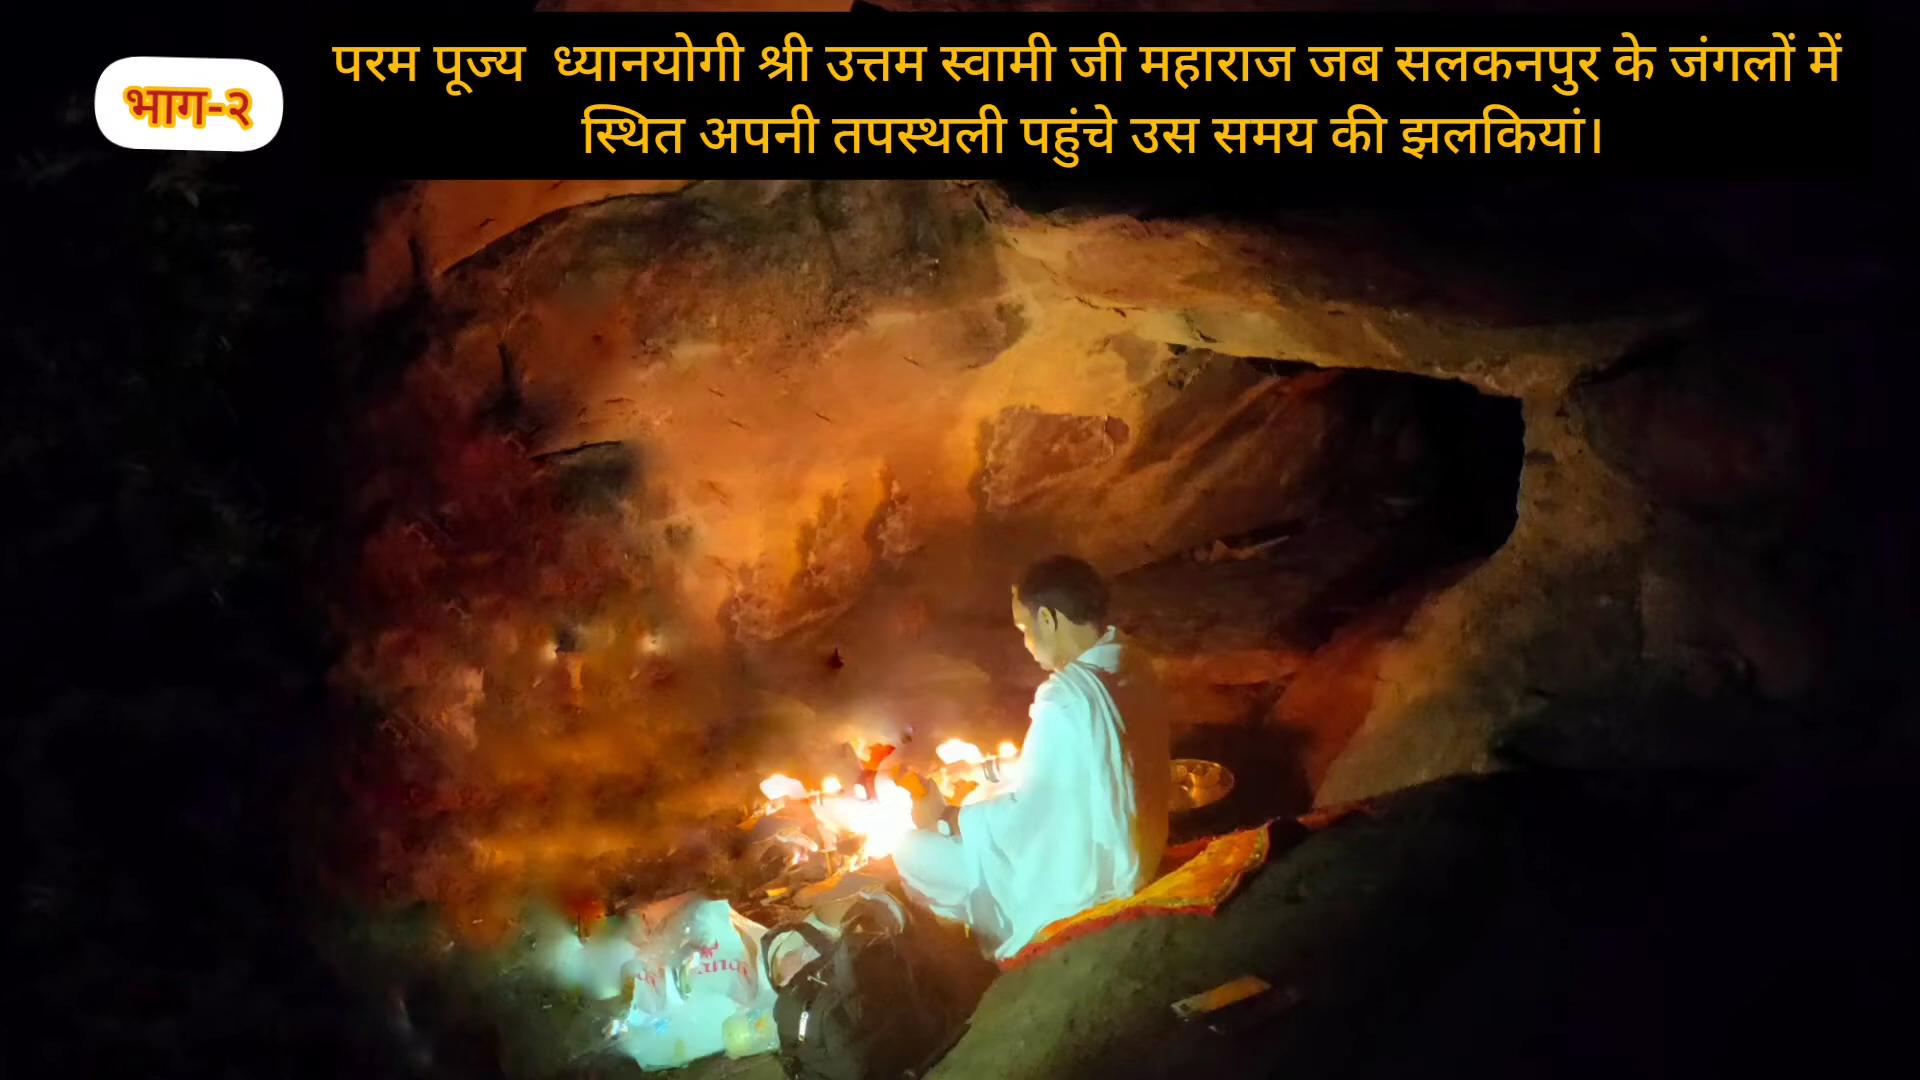 भाग-२
परम पूज्य ध्यानयोगी श्री उत्तम स्वामी जी महाराज जब सलकनपुर के जंगलों में
स्थित अपनी तपस्थली पहुंचे उस समय की झलकियां।